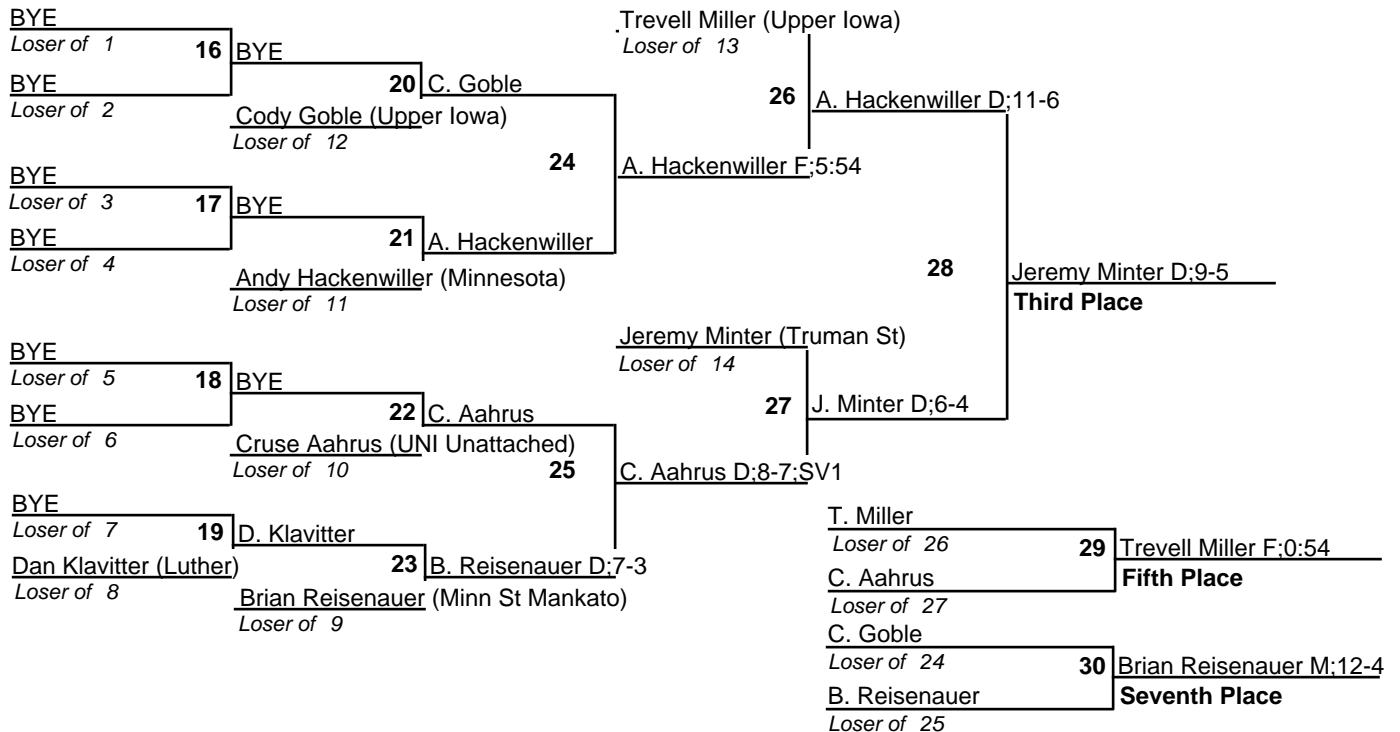 BYE
Loser of 1
16
BYE
BYE
Loser of 2
20
C. Goble
Cody Goble (Upper Iowa)
Loser of 12
BYE
Loser of 3
17
BYE
BYE
Loser of 4
21
A. Hackenwiller
Andy Hackenwiller (Minnesota)
Loser of 11
24
A. Hackenwiller F;5:54
Trevell Miller (Upper Iowa)
Loser of 13
26
A. Hackenwiller D;11-6
BYE
Loser of 5
18
BYE
BYE
Loser of 6
22
C. Aahrus
Cruse Aahrus (UNI Unattached)
Loser of 10
BYE
Loser of 7
19
D. Klavitter
Dan Klavitter (Luther)
Loser of 8
23
B. Reisenauer D;7-3
Brian Reisenauer (Minn St Mankato)
Loser of 9
25
C. Aahrus D;8-7;SV1
Jeremy Minter (Truman St)
Loser of 14
27
J. Minter D;6-4
28
Jeremy Minter D;9-5
Third Place
T. Miller
Loser of 26
29
Trevell Miller F;0:54
Fifth Place
C. Aahrus
Loser of 27
C. Goble
Loser of 24
30
Brian Reisenauer M;12-4
Seventh Place
B. Reisenauer
Loser of 25